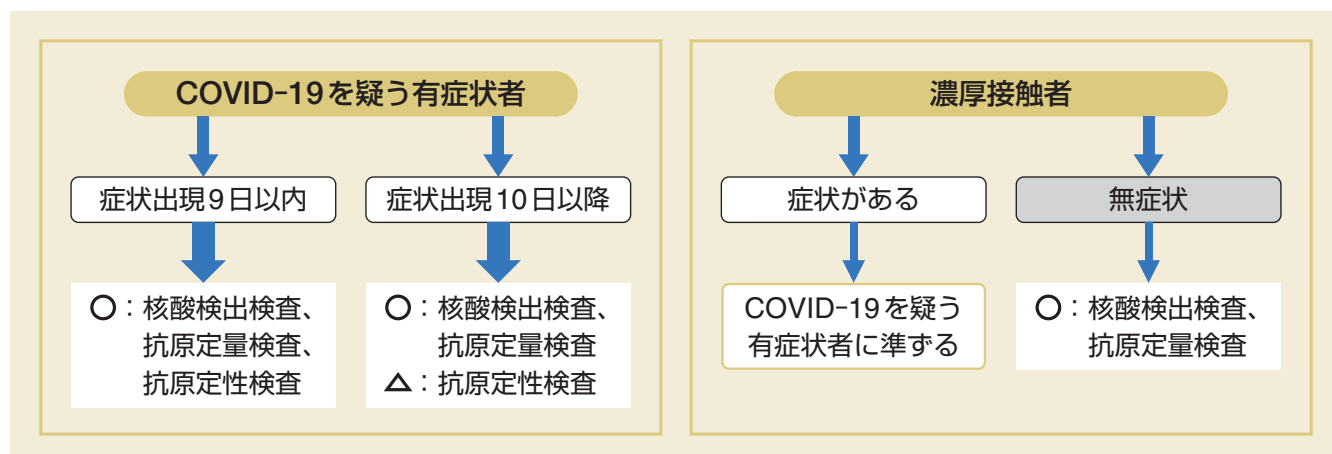 COVID-19を疑う有症状者
症状出現9日以内
症状出現10日以降
○：核酸検出検査、
抗原定量検査、
抗原定性検査
○：核酸検出検査、
抗原定量検査
△：抗原定性検査
濃厚接触者
症状がある
無症状
COVID-19を疑う
有症状者に準ずる
○：核酸検出検査、
抗原定量検査